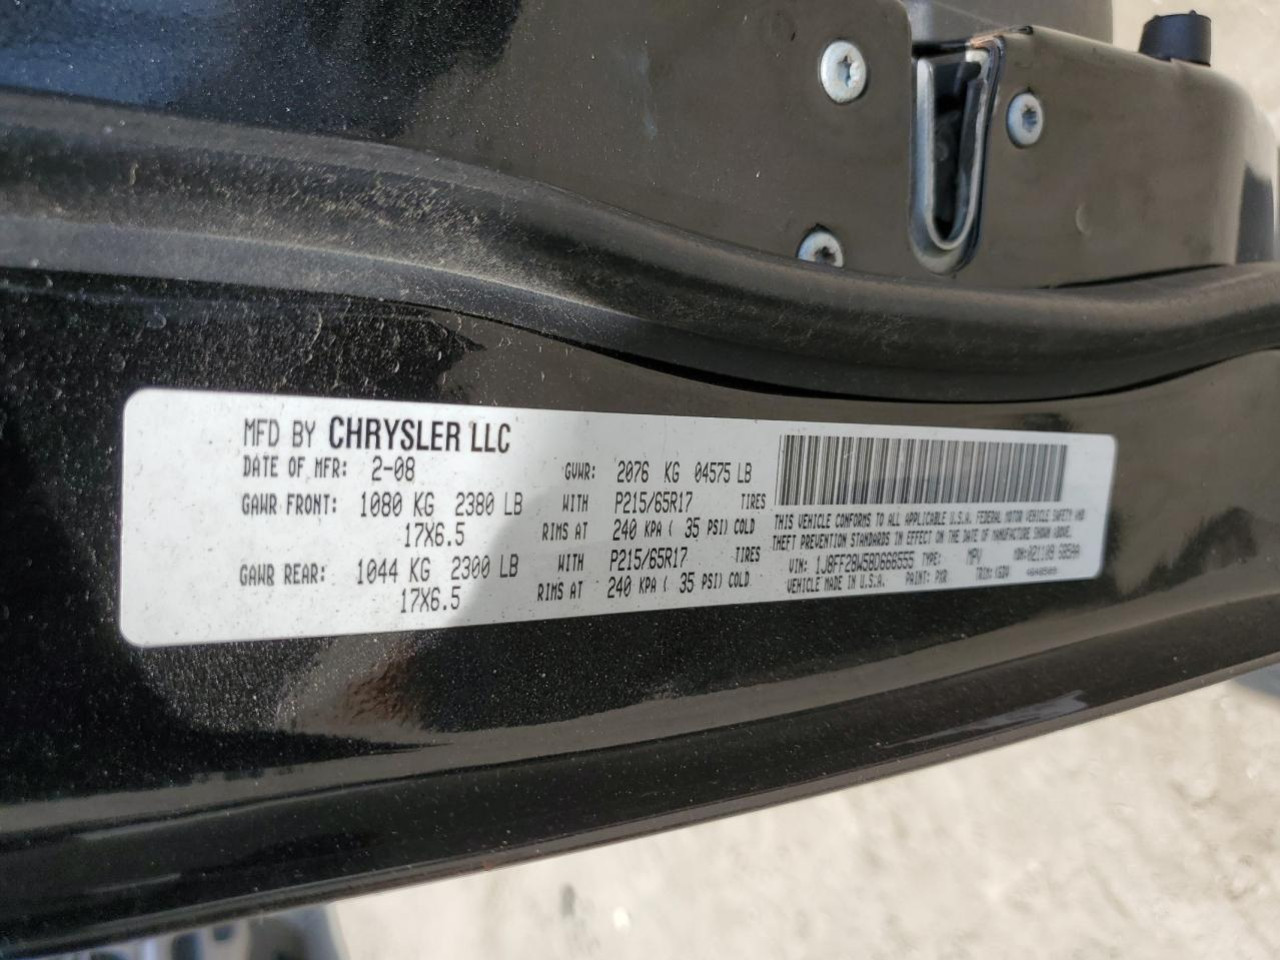 MFD BY CHRYSLER LLC
DATE OF MFR: 2-08 GVWR: 2076 KG 04575 LB
GAWR FRONT: 1080 KG 2380 LB WITH P215/65R17 TIRES
17X6.5 RIMS AT 240 KPA ( 35 PSI) COLD
GAWR REAR: 1044 KG 2300 LB WITH P215/65R17 TIRES
17X6.5 RIMS AT 240 KPA ( 35 PSI) COLD
THIS VEHICLE CONFORMS TO ALL APPLICABLE U.S.A. FEDERAL MOTOR VEHICLE SAFETY AND
THEFT PREVENTION STANDARDS IN EFFECT ON THE DATE OF MANUFACTURE SHOWN ABOVE.
VIN: 1J8FF28W58D666555 TYPE: MPV MDH:
VEHICLE MADE IN U.S.A. PAINT: PXR TRIM: